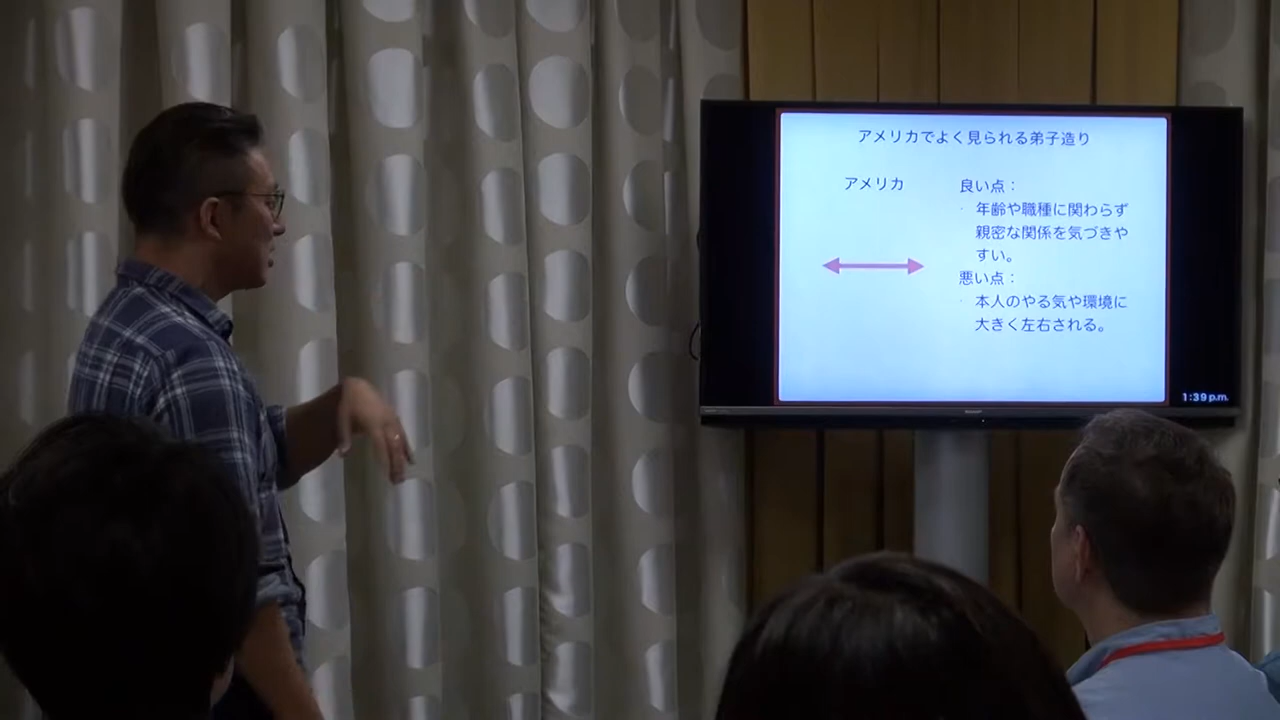 アメリカでよく見られる弟子造り
アメリカ
良い点：
・ 年齢や職種に関わらず
親密な関係を気づきや
すい。
悪い点：
・ 本人のやる気や環境に
大きく左右される。
1:39 p.m.